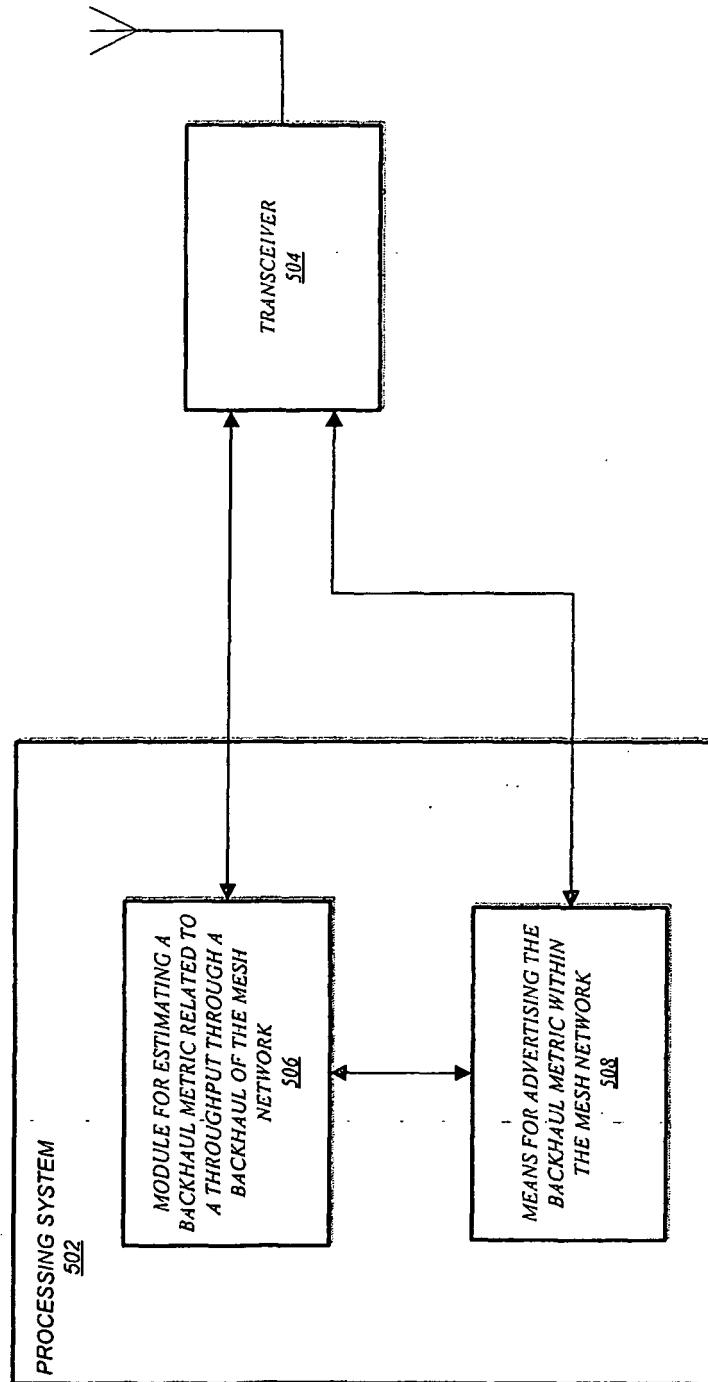 PROCESSING SYSTEM
502
MODULE FOR ESTIMATING A
BACKHAUL METRIC RELATED TO
A THROUGHPUT THROUGH A
BACKHAUL OF THE MESH
NETWORK
506
MEANS FOR ADVERTISING THE
BACKHAUL METRIC WITHIN
THE MESH NETWORK
508
TRANSCEIVER
504